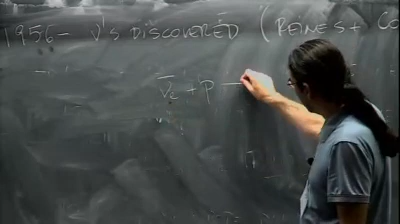 1956 - ν's DISCOVERED (REINES + Co
ν̄e + p —